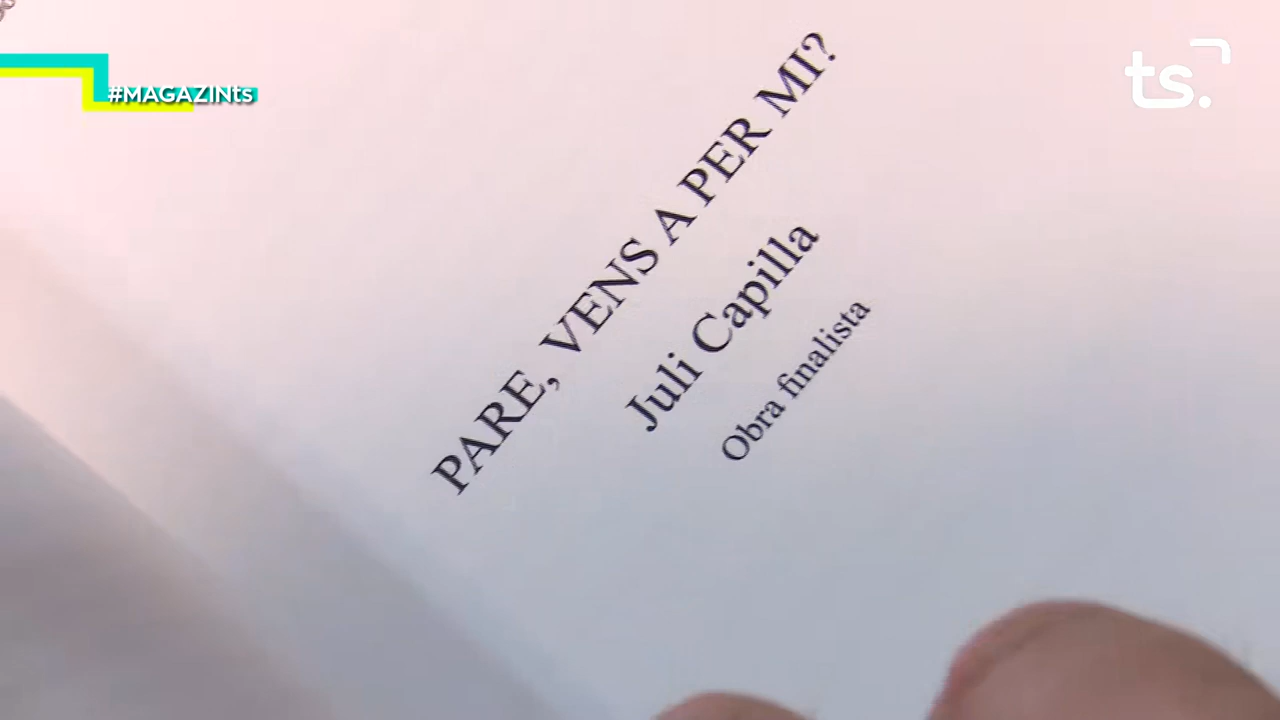 #MAGAZINts
ts.
PARE, VENS A PER MI?
Juli Capilla
Obra finalista